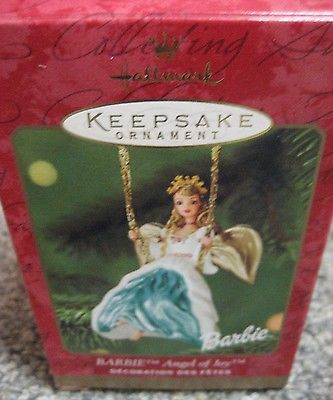 Collecting
Hallmark
KEEPSAKE
ORNAMENT
Barbie
BARBIE™ Angel of Joy™
DÉCORATION DES FÊTES